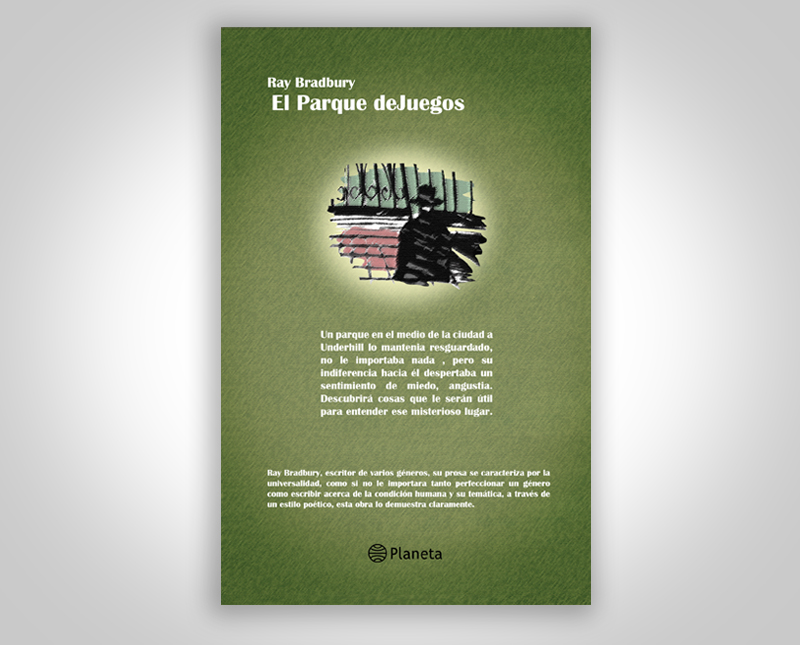 Ray Bradbury
El Parque deJuegos
Un parque en el medio de la ciudad a
Underhill lo mantenia resguardado,
no le importaba nada , pero su
indiferencia hacia él despertaba un
sentimiento de miedo, angustia.
Descubrirá cosas que le serán útil
para entender ese misterioso lugar.
Ray Bradbury, escritor de varios géneros, su prosa se caracteriza por la
universalidad, como si no le importara tanto perfeccionar un género
como escribir acerca de la condición humana y su temática, a través de
un estilo poético, esta obra lo demuestra claramente.
Planeta